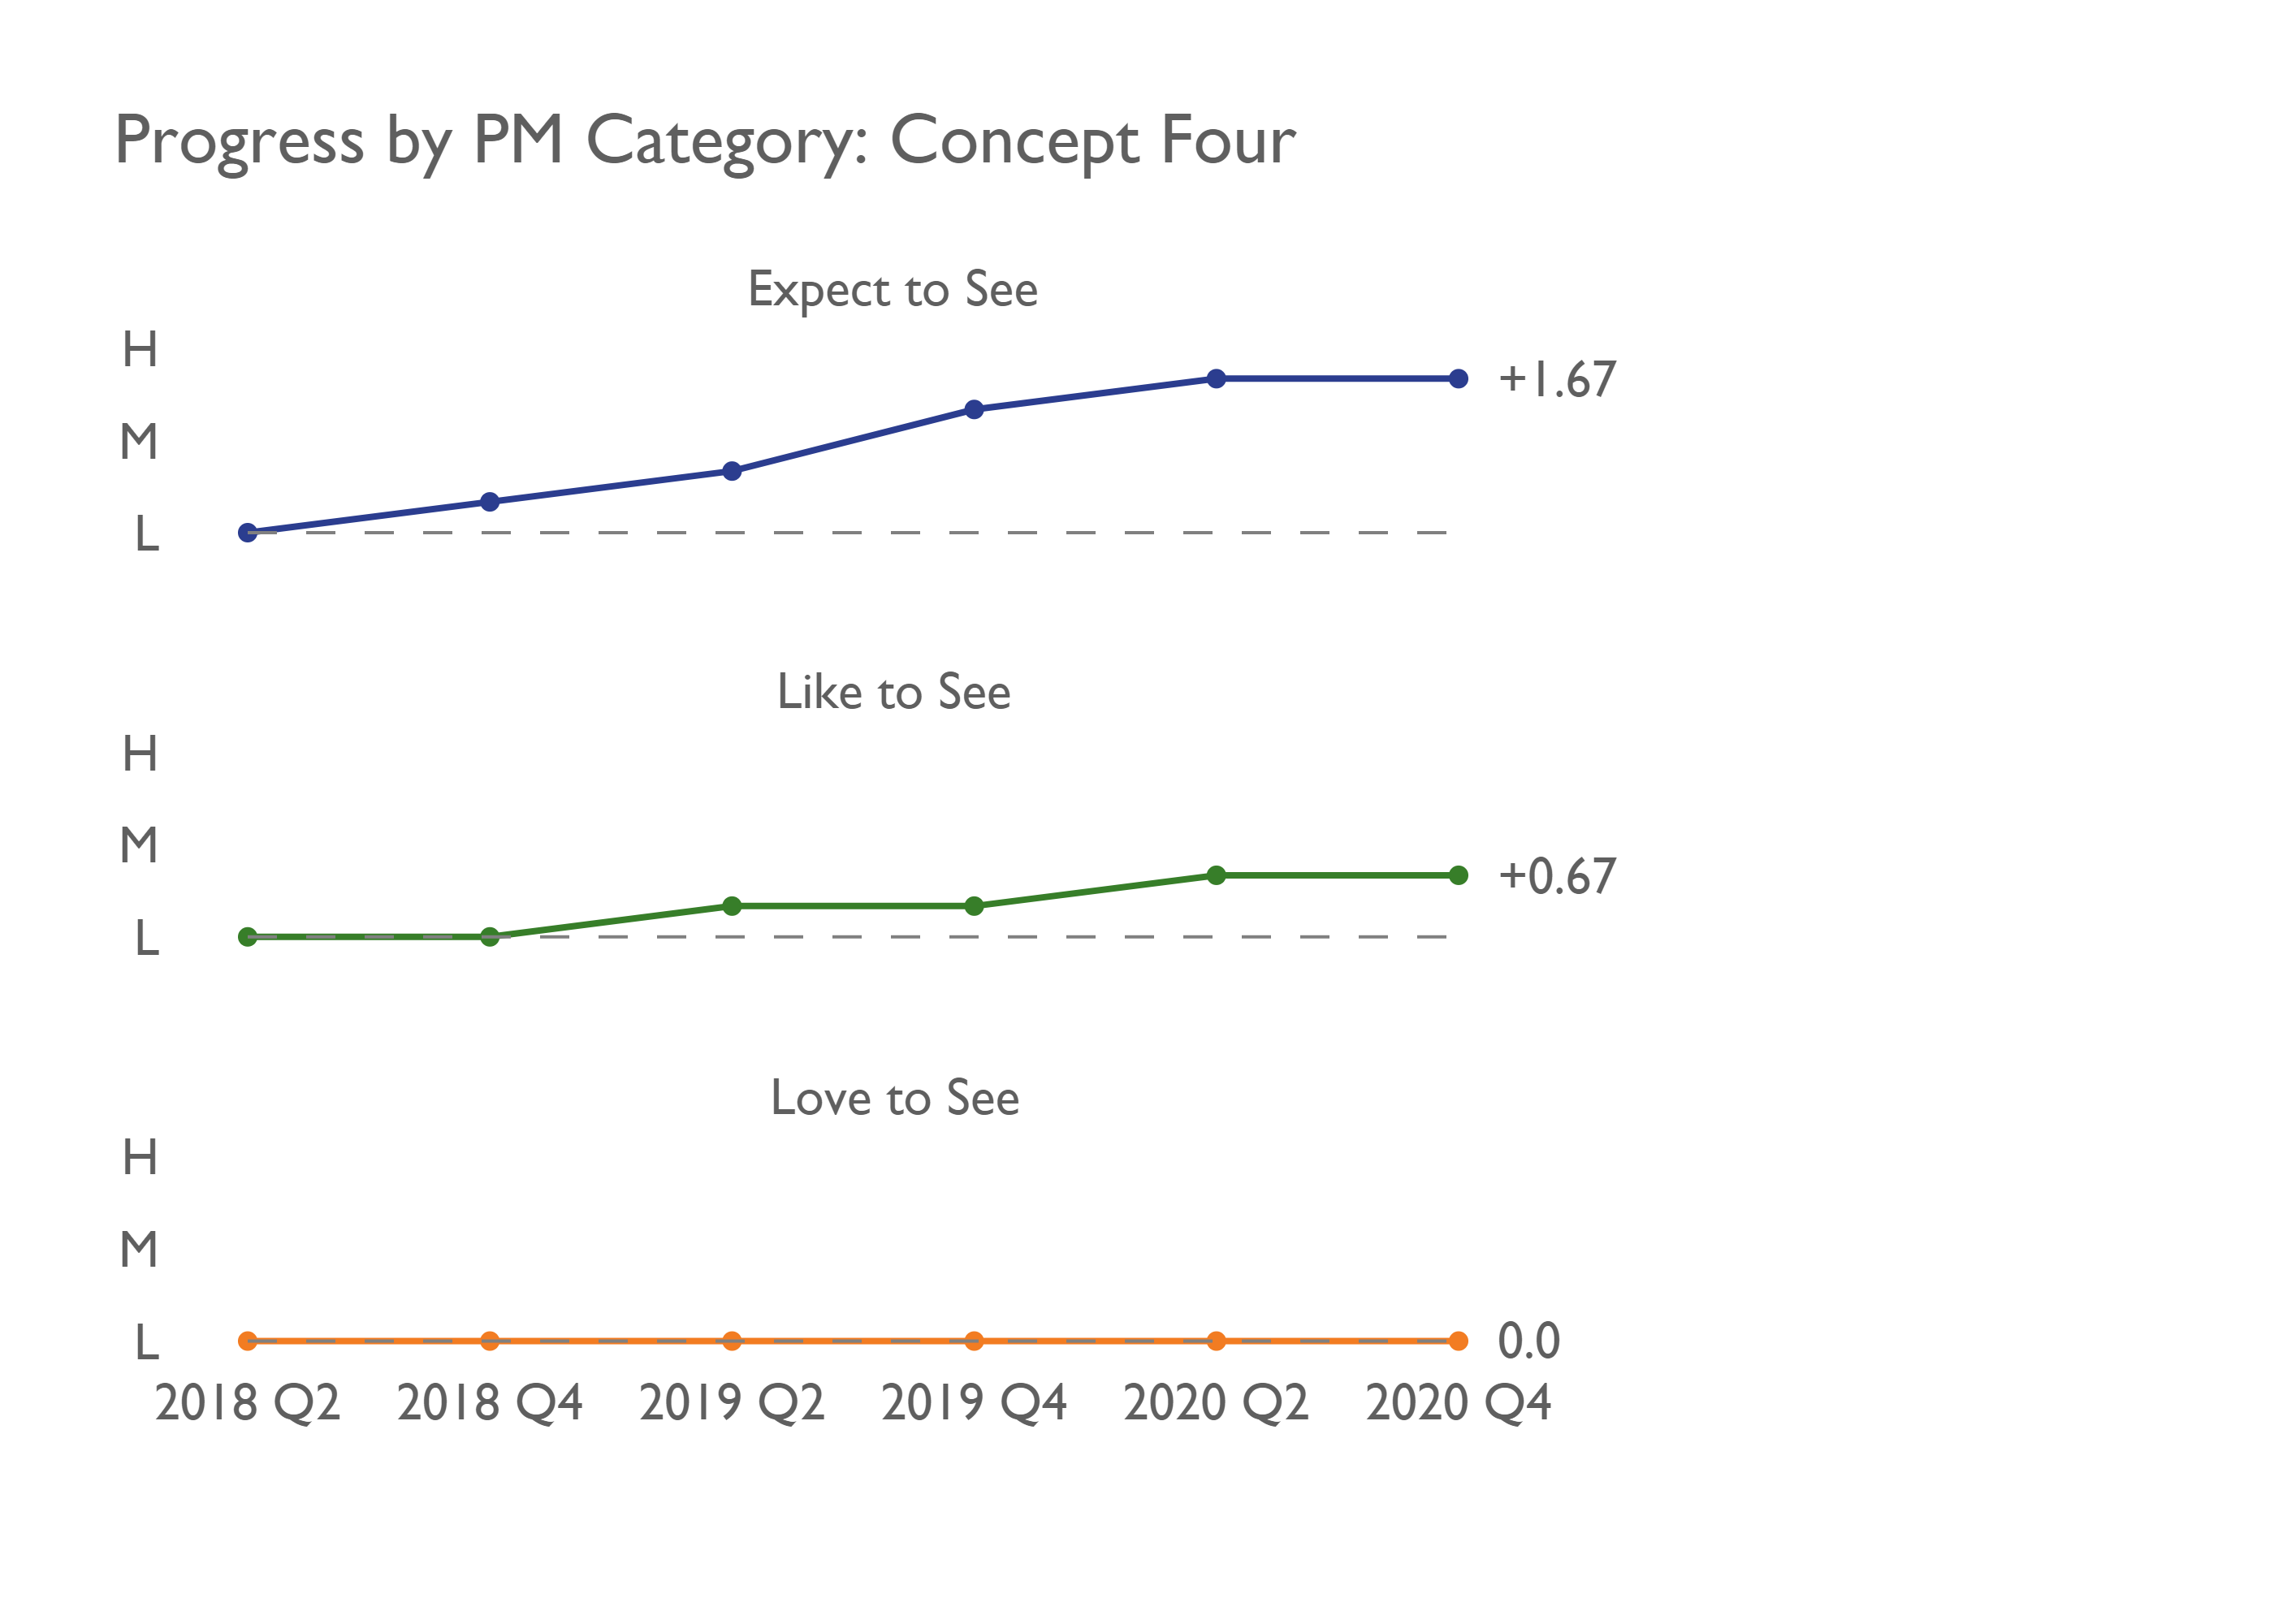 Progress by PM Category: Concept Four
Expect to See
H
+1.67
M
L
Like to See
H
M
+0.67
L
Love to See
H
M
L
0.0
2018 Q2 2018 Q4 2019 Q2 2019 Q4 2020 Q2 2020 Q4